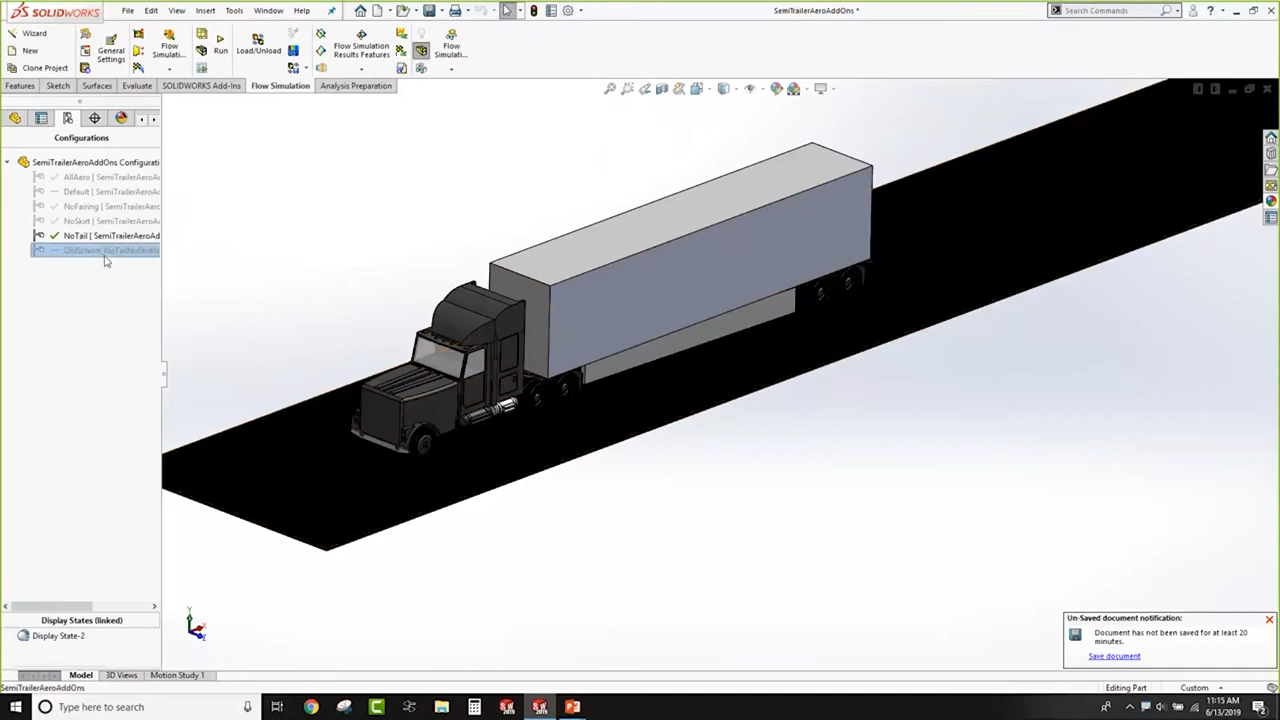 SOLIDWORKS
File Edit View Insert Tools Window Help
SemiTrailerAeroAddOns *
Search Commands
Wizard
New
Clone Project
General Settings
Flow Simulati...
Run
Load/Unload
Flow Simulation Results Features
Flow Simulati...
Features Sketch Surfaces Evaluate SOLIDWORKS Add-Ins Flow Simulation Analysis Preparation
Configurations
SemiTrailerAeroAddOns Configurati
AllAero [ SemiTrailerAeroA
Default [ SemiTrailerAeroAd
NoFairing [ SemiTrailerAero
NoSkirt [ SemiTrailerAeroA
NoTail [ SemiTrailerAeroAd
Y
X
Z
Display States (linked)
Display State-2
Un-Saved document notification:
Document has not been saved for at least 20
minutes.
Save document
Model 3D Views Motion Study 1
SemiTrailerAeroAddOns
Editing Part
Custom
Type here to search
11:15 AM
6/13/2019